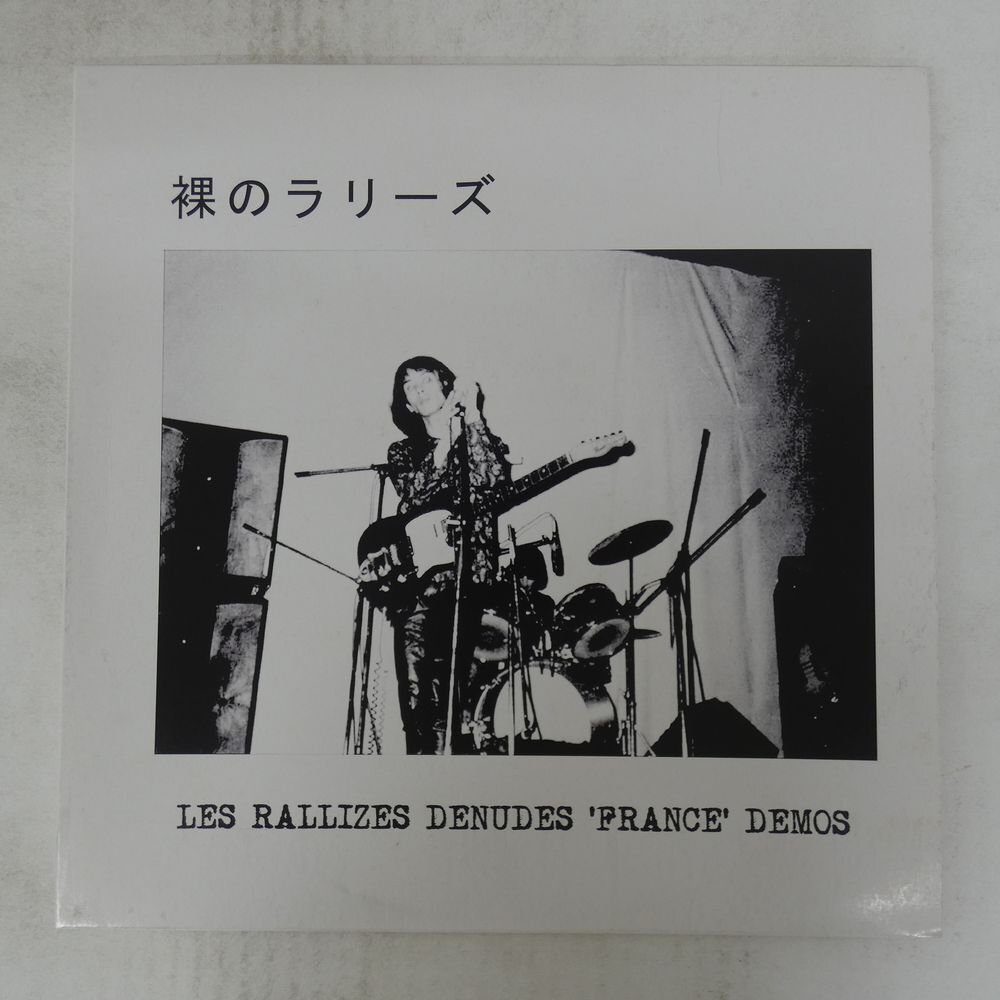 裸のラリーズ
LES RALLIZES DENUDES 'FRANCE' DEMOS